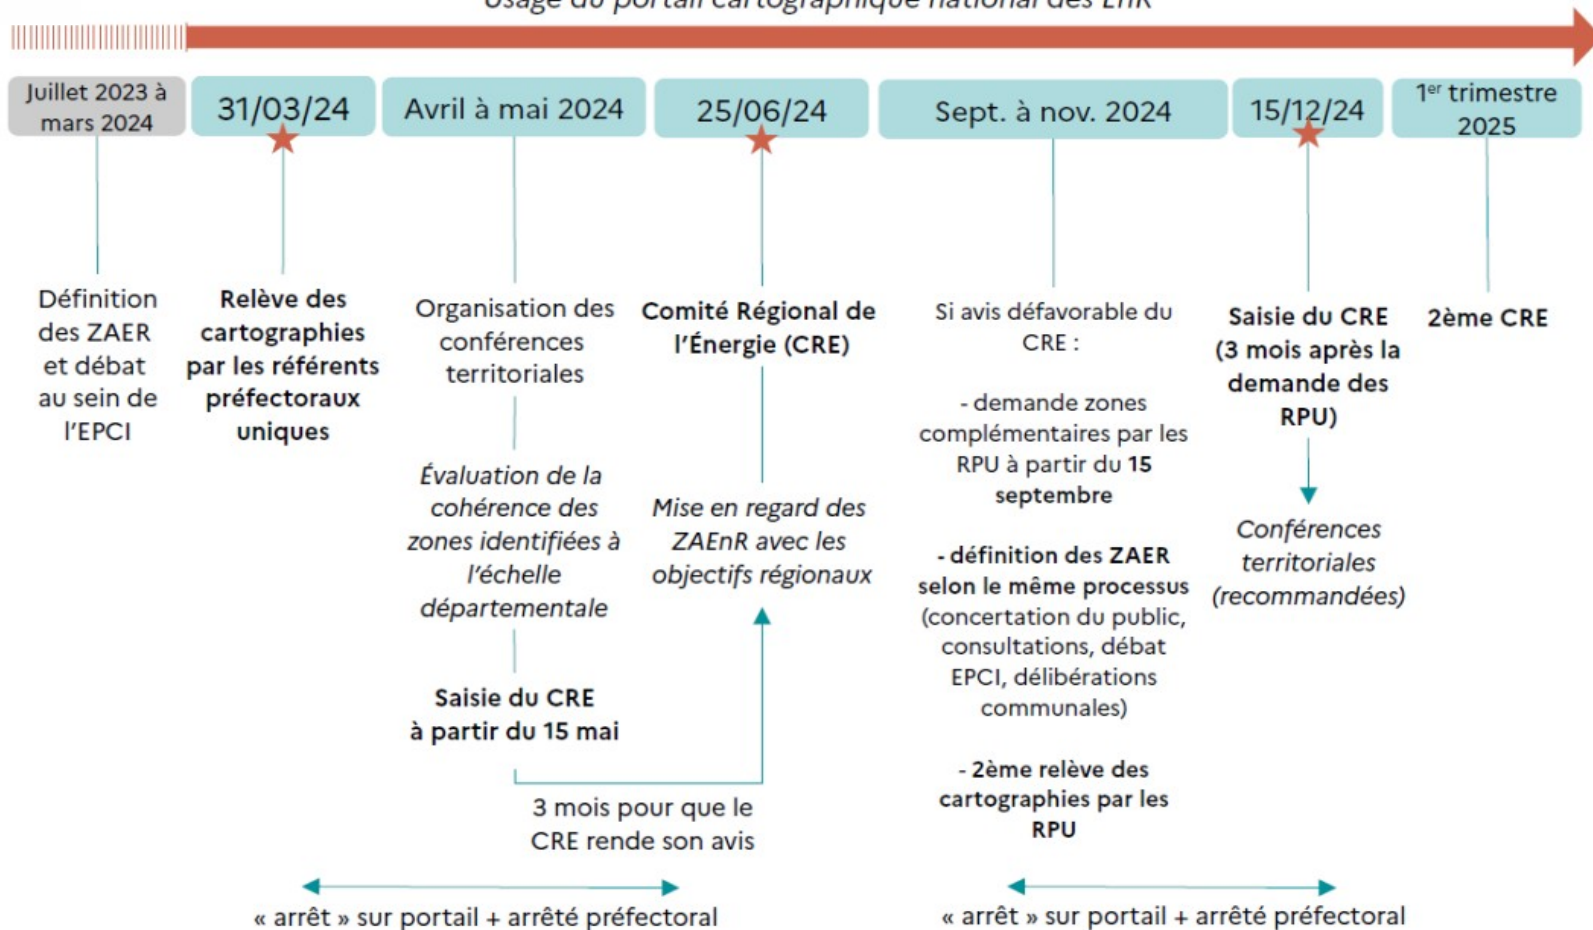 Usage du portail cartographique national des EnR
Juillet 2023 à
mars 2024
31/03/24
Avril à mai 2024
25/06/24
Sept. à nov. 2024
15/12/24
1er trimestre
2025
Définition
des ZAER
et débat
au sein de
l'EPCI
Relève des
cartographies
par les référents
préfectoraux
uniques
Organisation des
conférences
territoriales
Évaluation de la
cohérence des
zones identifiées à
l'échelle
départementale
Saisie du CRE
à partir du 15 mai
3 mois pour que le
CRE rende son avis
Comité Régional de
l'Énergie (CRE)
Mise en regard des
ZAEnR avec les
objectifs régionaux
Si avis défavorable du
CRE :
- demande zones
complémentaires par les
RPU à partir du 15
septembre
- définition des ZAER
selon le même processus
(concertation du public,
consultations, débat
EPCI, délibérations
communales)
- 2ème relève des
cartographies par les
RPU
Saisie du CRE
(3 mois après la
demande des
RPU)
Conférences
territoriales
(recommandées)
2ème CRE
« arrêt » sur portail + arrêté préfectoral
« arrêt » sur portail + arrêté préfectoral